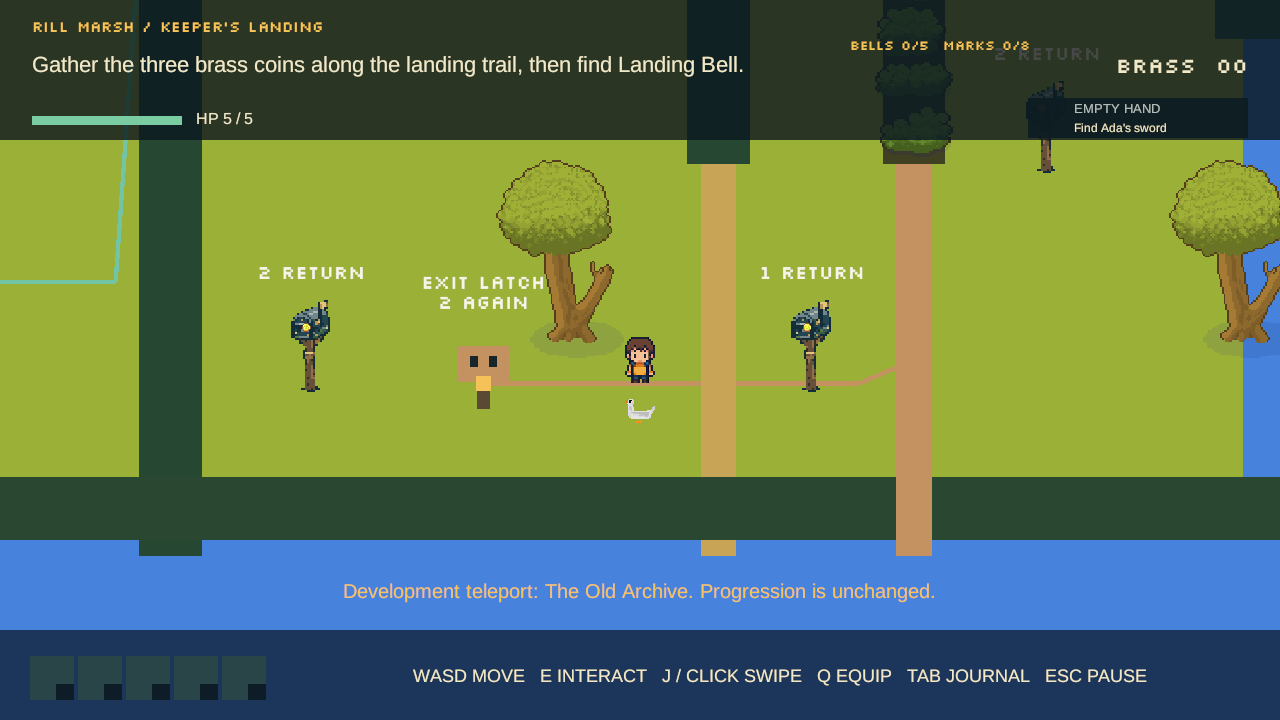 RILL MARSH / KEEPER'S LANDING
BELLS 0/5 MARKS 0/8
2 RETURN
Gather the three brass coins along the landing trail, then find Landing Bell.
BRASS 00
HP 5 / 5
EMPTY HAND
Find Ada's sword
2 RETURN
EXIT LATCH
2 AGAIN
1 RETURN
Development teleport: The Old Archive. Progression is unchanged.
WASD MOVE E INTERACT J / CLICK SWIPE Q EQUIP TAB JOURNAL ESC PAUSE